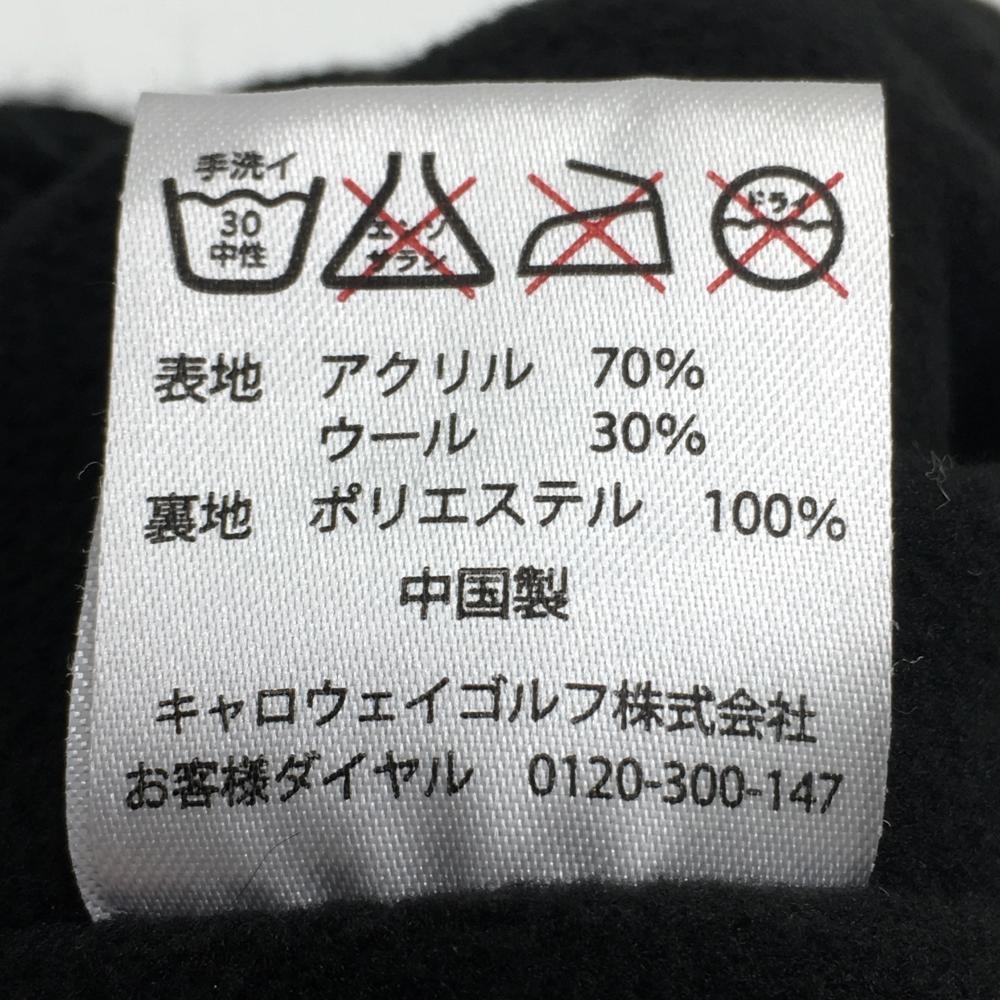 手洗イ
30
中性
エンソ
サラシ
ドライ
表地 アクリル 70%
ウール 30%
裏地 ポリエステル 100%
中国製
キャロウェイゴルフ株式会社
お客様ダイヤル 0120-300-147